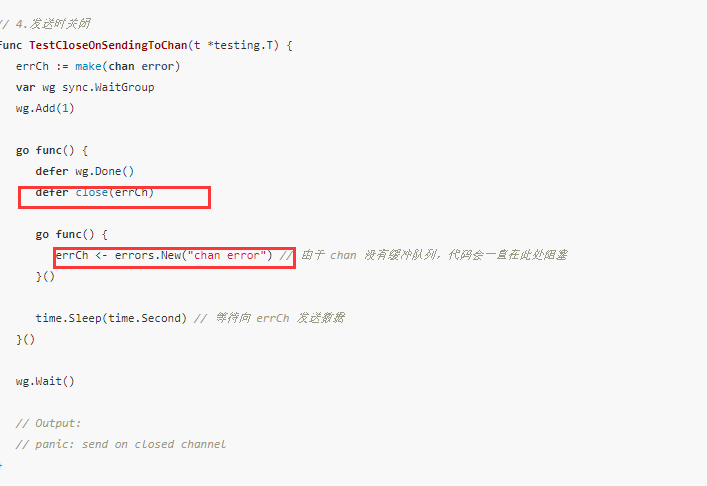 // 4.发送时关闭
func TestCloseOnSendingToChan(t *testing.T) {
errCh := make(chan error)
var wg sync.WaitGroup
wg.Add(1)
go func() {
defer wg.Done()
defer close(errCh)
go func() {
errCh <- errors.New("chan error") // 由于 chan 没有缓冲队列，代码会一直在此处阻塞
}()
time.Sleep(time.Second) // 等待向 errCh 发送数据
}()
wg.Wait()
// Output:
// panic: send on closed channel
}